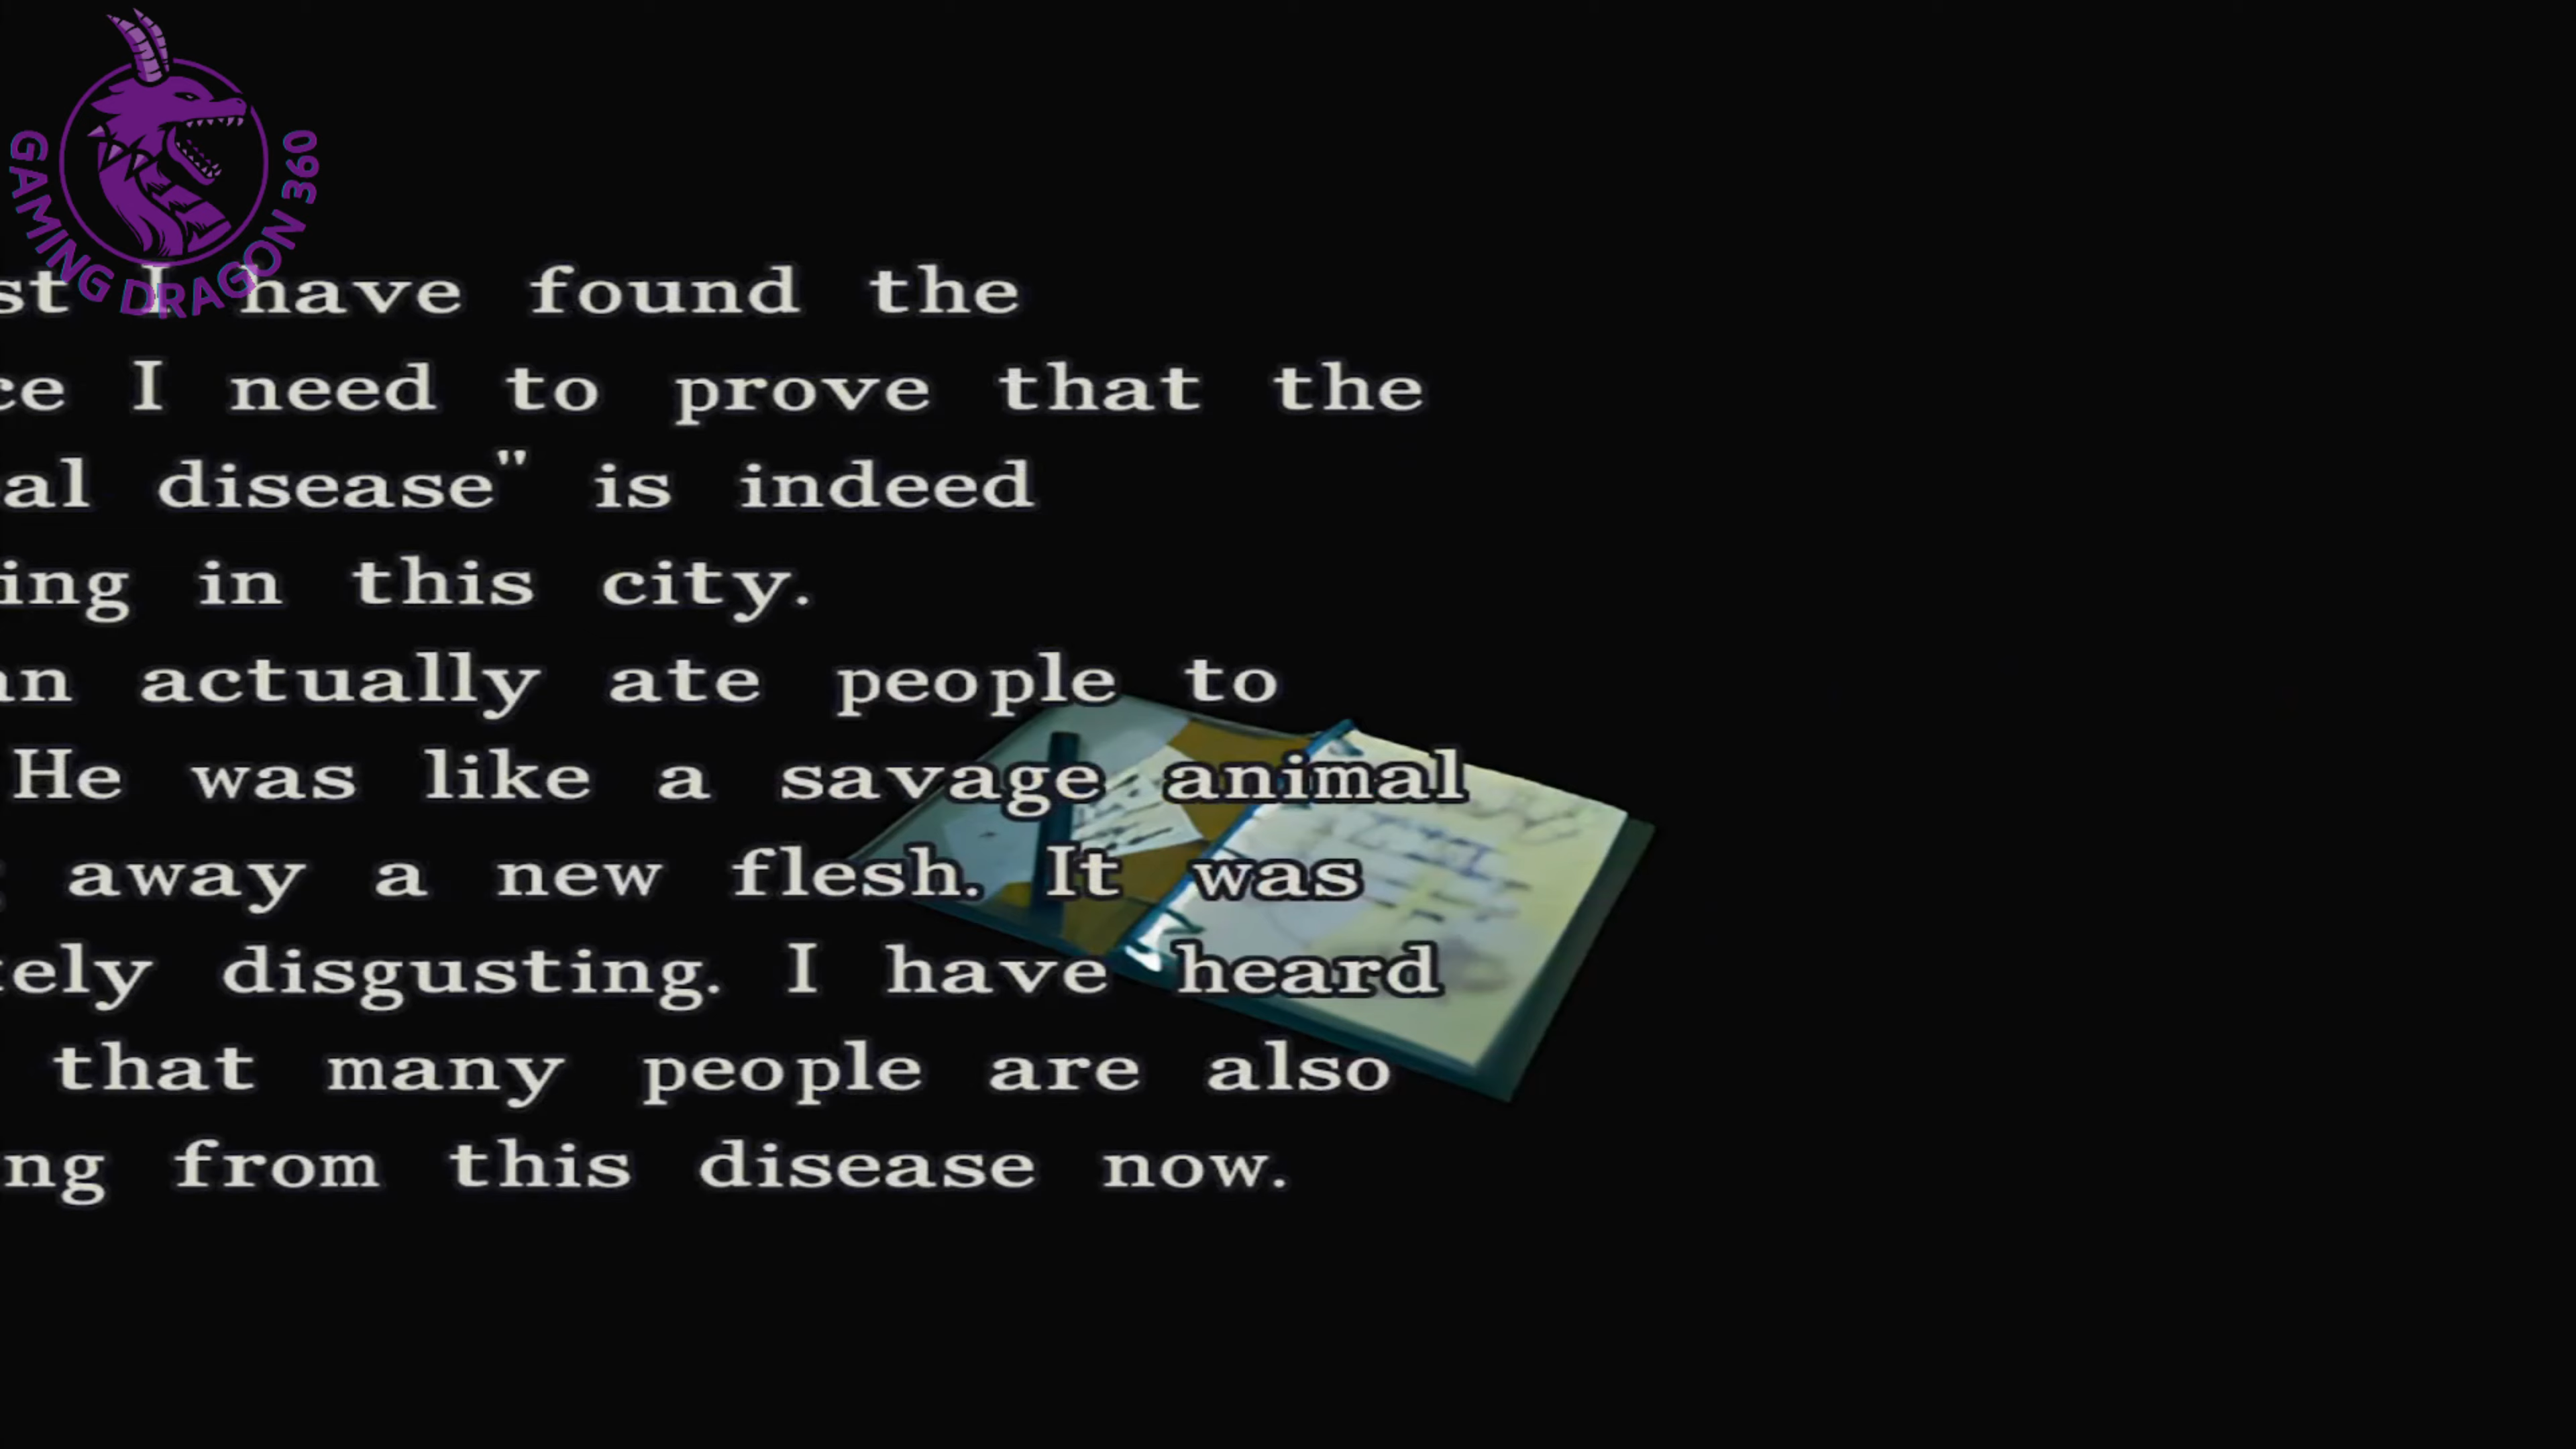 GAMING DRAGON 360
st I have found the
ce I need to prove that the
al disease" is indeed
ing in this city.
an actually ate people to
He was like a savage animal
away a new flesh. It was
tely disgusting. I have heard
that many people are also
ng from this disease now.